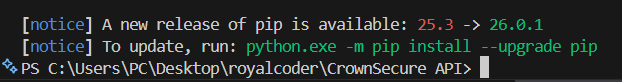 [notice] A new release of pip is available: 25.3 -> 26.0.1
[notice] To update, run: python.exe -m pip install --upgrade pip
PS C:\Users\PC\Desktop\royalcoder\CrownSecure API>